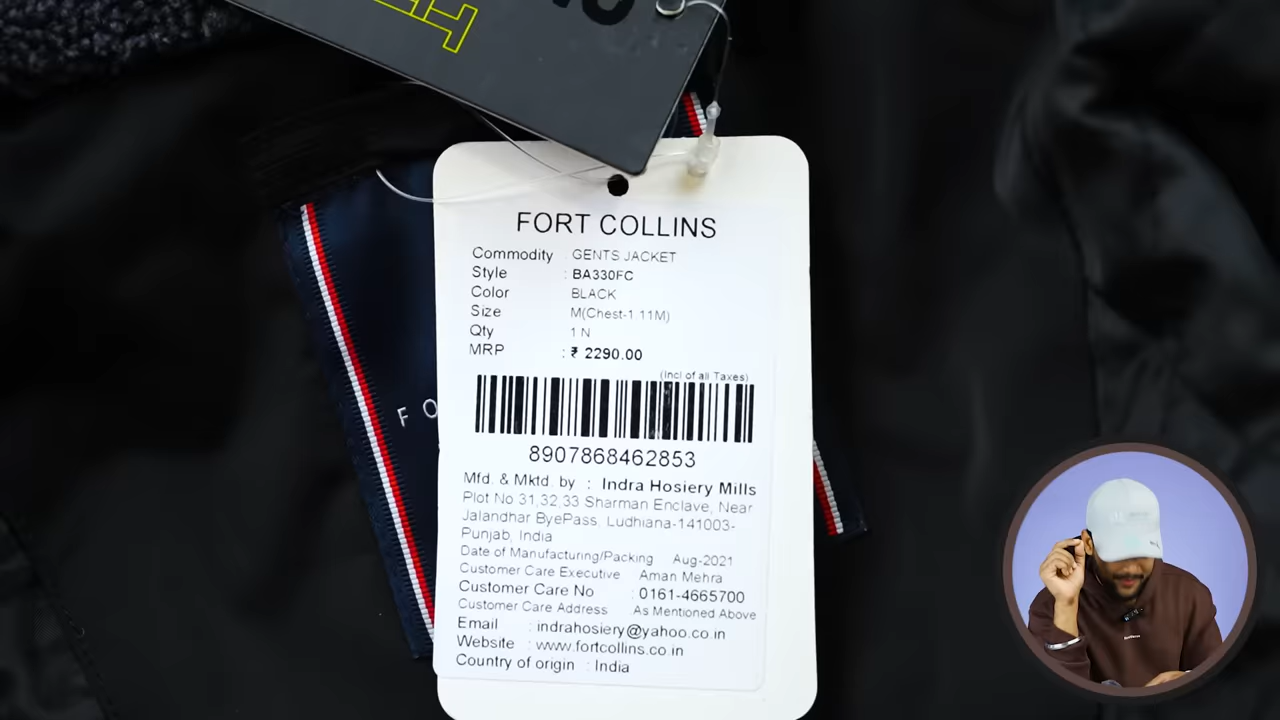 FORT COLLINS
Commodity : GENTS JACKET
Style : BA330FC
Color BLACK
Size M(Chest-1.11M)
Qty 1 N
MRP : ₹ 2290.00
(Incl of all Taxes)
8907868462853
Mfd. & Mktd. by : Indra Hosiery Mills
Plot No 31,32,33 Sharman Enclave, Near
Jalandhar ByePass. Ludhiana-141003-
Punjab, India
Date of Manufacturing/Packing Aug-2021
Customer Care Executive Aman Mehra
Customer Care No : 0161-4665700
Customer Care Address As Mentioned Above
Email : indrahosiery@yahoo.co.in
Website : www.fortcollins.co.in
Country of origin : India
FO